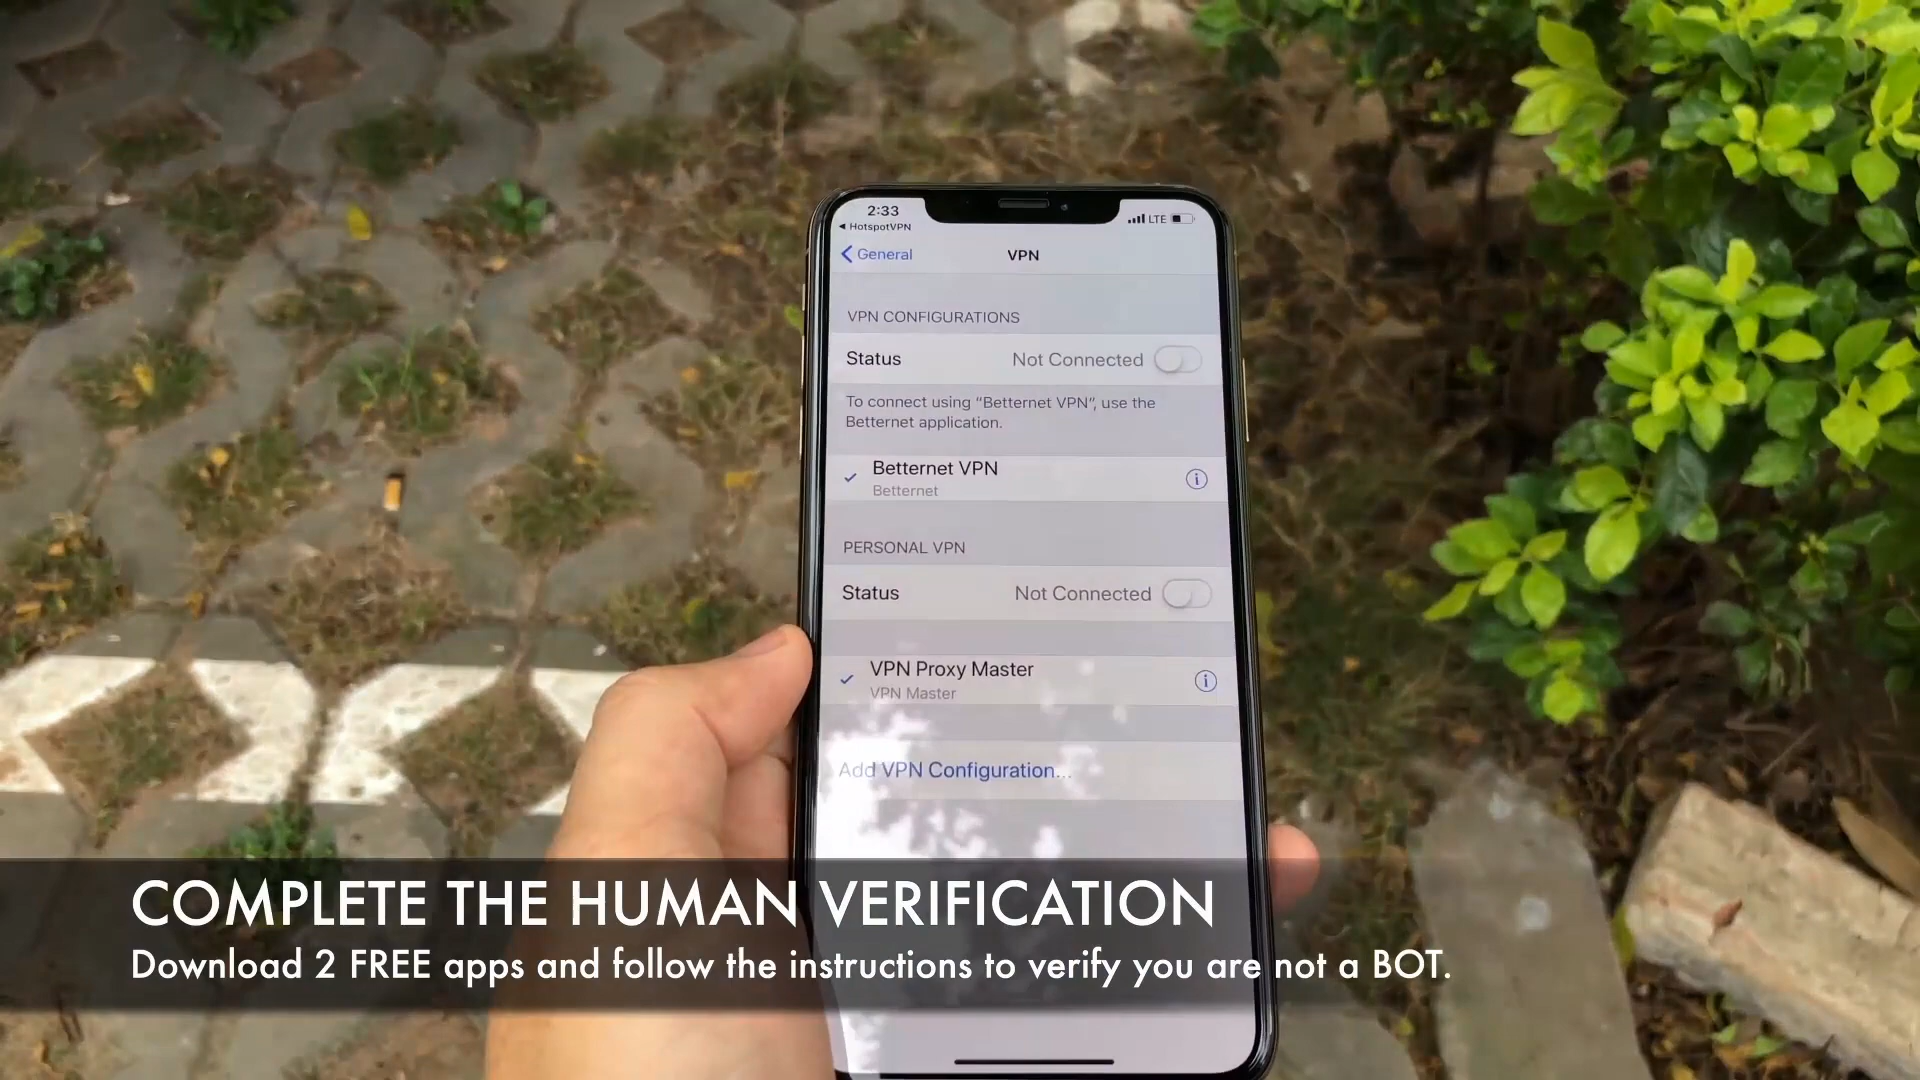 2:33
LTE
HotspotVPN
General
VPN
VPN CONFIGURATIONS
Status Not Connected
To connect using "Betternet VPN", use the
Betternet application.
Betternet VPN
Betternet
PERSONAL VPN
Status Not Connected
VPN Proxy Master
VPN Master
Add VPN Configuration...
COMPLETE THE HUMAN VERIFICATION
Download 2 FREE apps and follow the instructions to verify you are not a BOT.